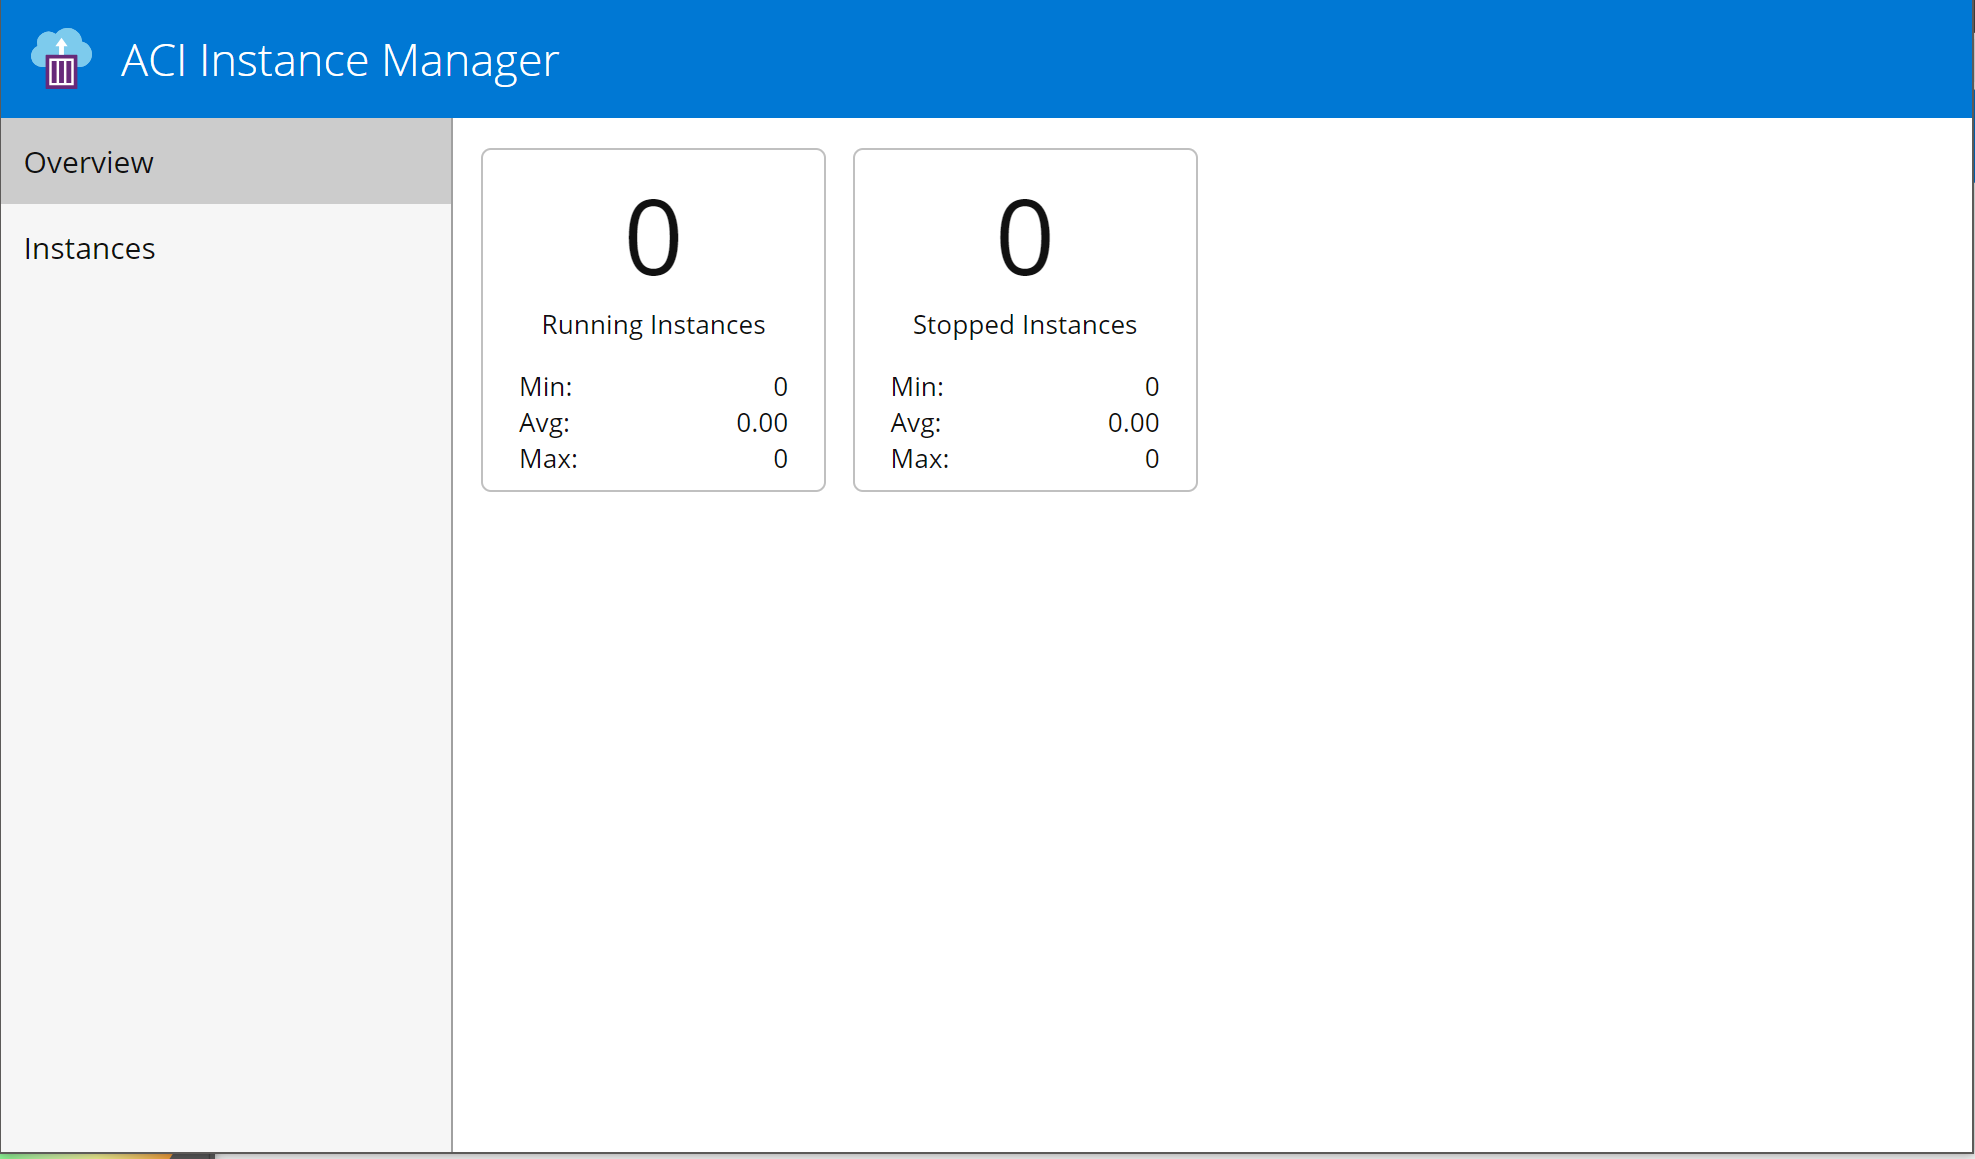 ACI Instance Manager
Overview
Instances
0
Running Instances
Min: 0
Avg: 0.00
Max: 0
0
Stopped Instances
Min: 0
Avg: 0.00
Max: 0